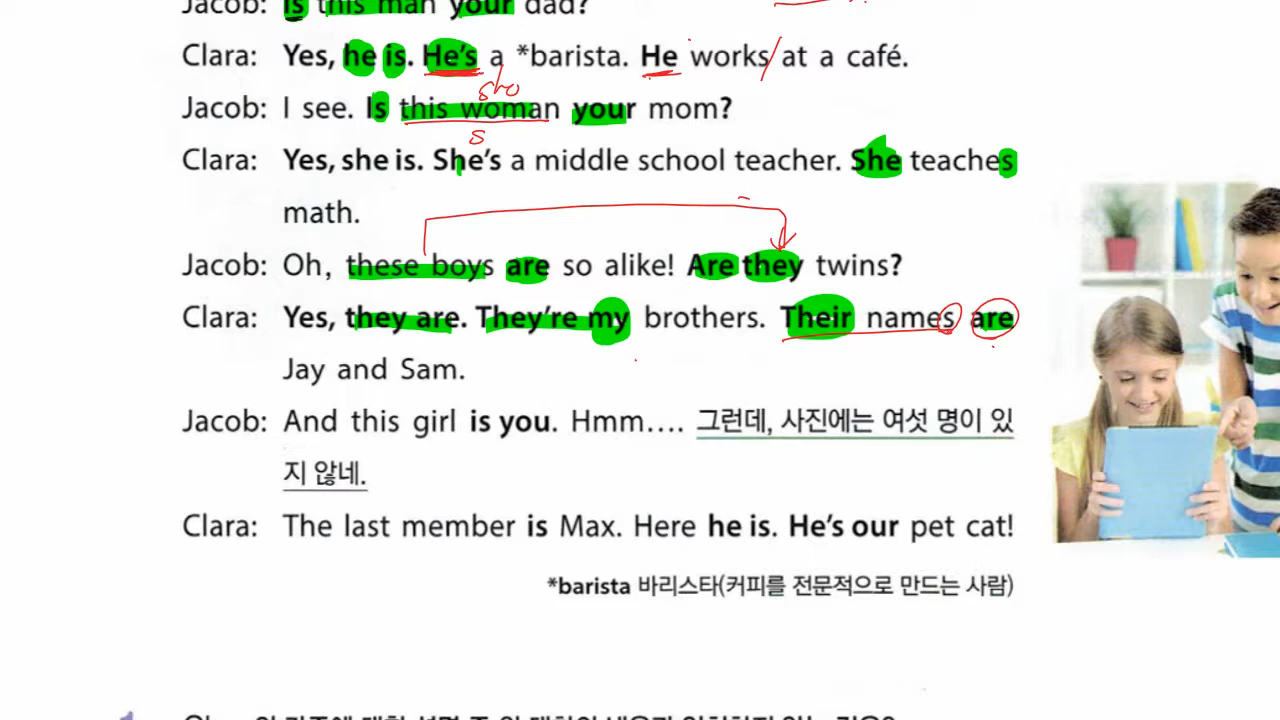 Jacob: Is this man your dad?
Clara: Yes, he is. He's a *barista. He works/at a café.
sho
Jacob: I see. Is this woman your mom?
s
Clara: Yes, she is. She's a middle school teacher. She teaches
math.
Jacob: Oh, these boys are so alike! Are they twins?
Clara: Yes, they are. They're my brothers. Their names are
Jay and Sam.
Jacob: And this girl is you. Hmm.... 그런데, 사진에는 여섯 명이 있
지 않네.
Clara: The last member is Max. Here he is. He's our pet cat!
*barista 바리스타(커피를 전문적으로 만드는 사람)